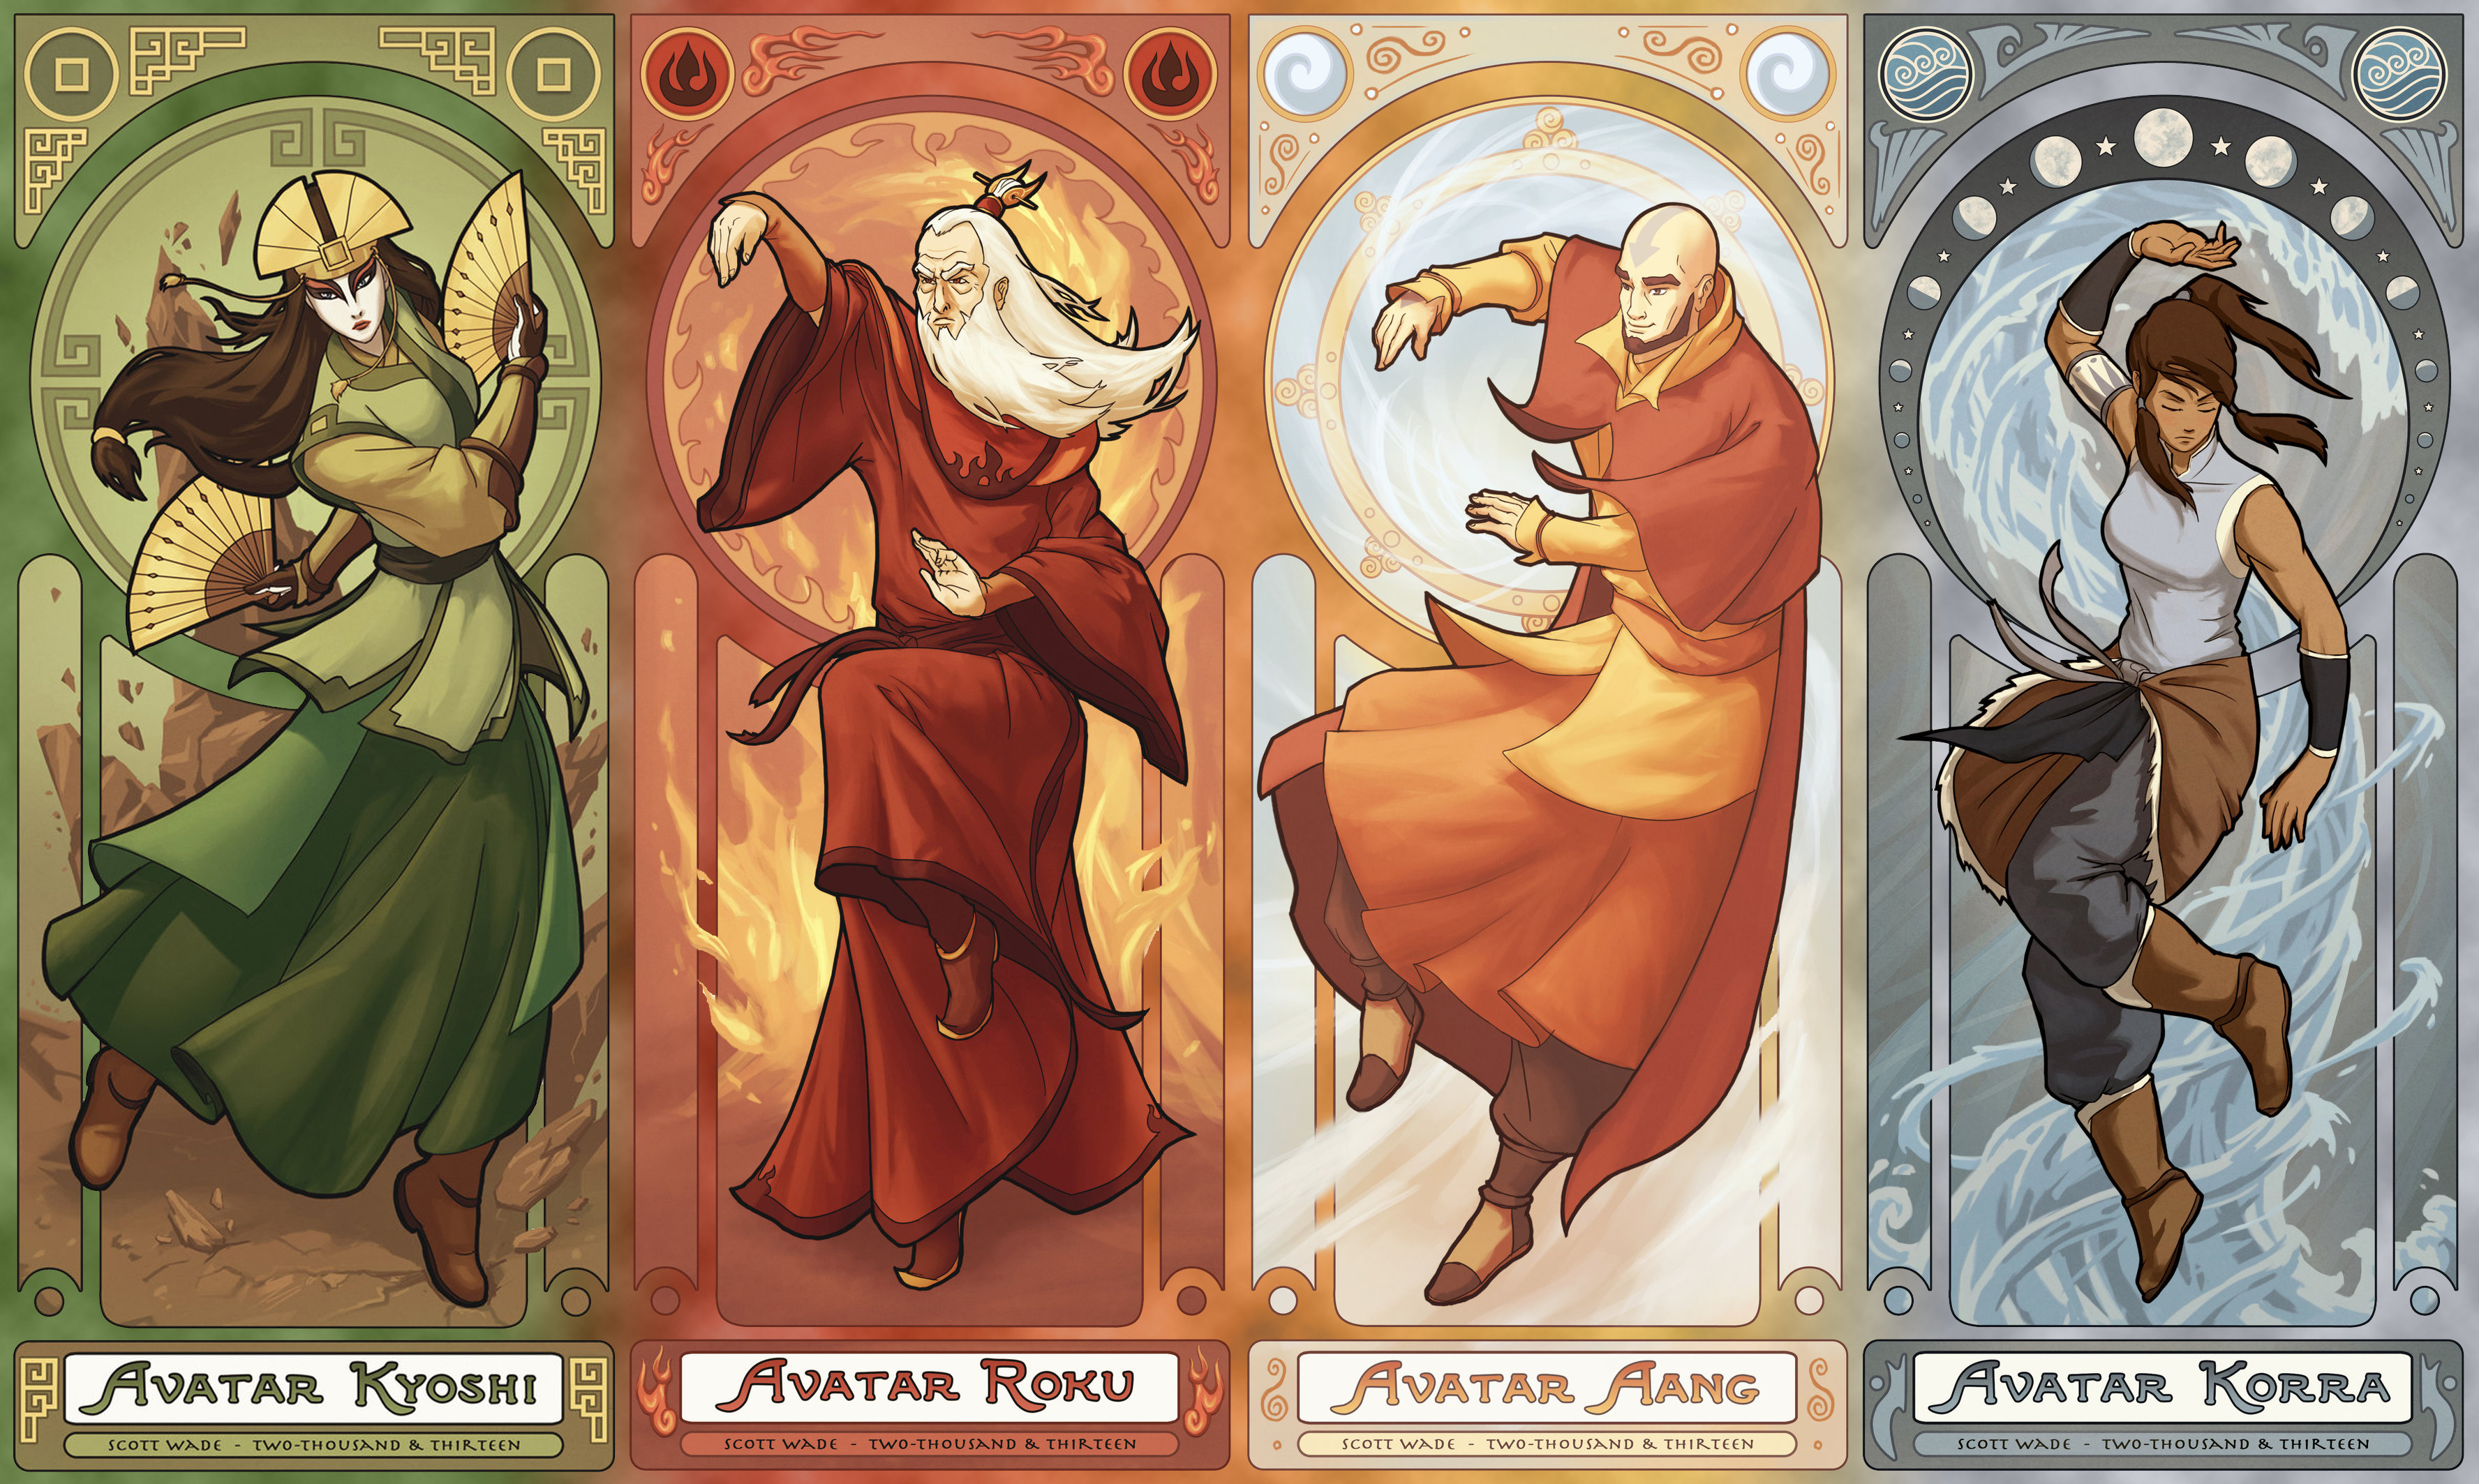 Avatar Kyoshi
Scott Wade - Two-Thousand & Thirteen
Avatar Roku
Scott Wade - Two-Thousand & Thirteen
Avatar Aang
Scott Wade - Two-Thousand & Thirteen
Avatar Korra
Scott Wade - Two-Thousand & Thirteen